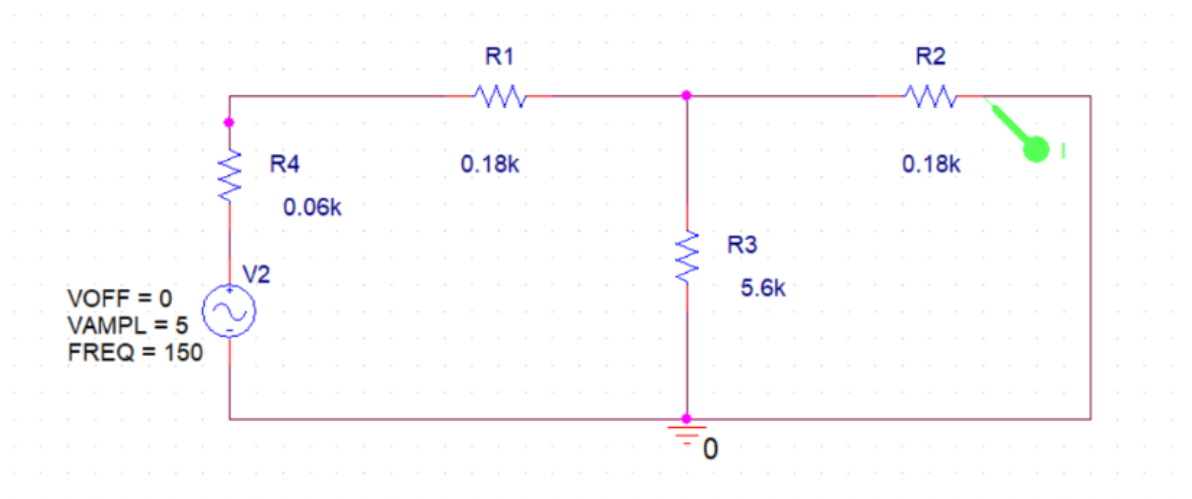 R1
R2
R4
0.18k
0.18k
0.06k
R3
V2
5.6k
VOFF = 0
VAMPL = 5
FREQ = 150
+
-
I
0